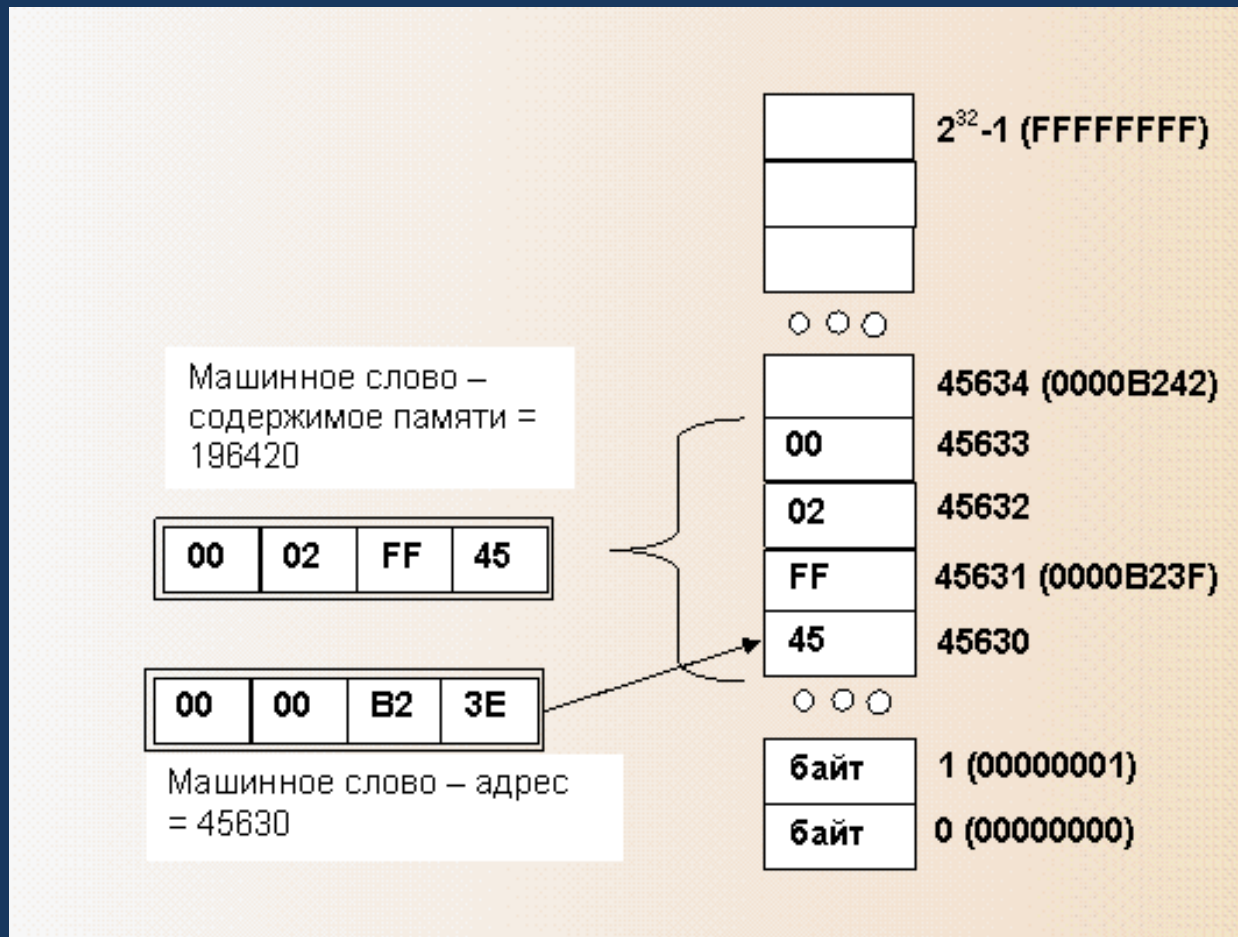 2³²-1 (FFFFFFFF)
45634 (0000B242)
Машинное слово –
содержимое памяти =
196420
00 45633
02 45632
00 02 FF 45
FF 45631 (0000B23F)
45 45630
00 00 B2 3E
байт 1 (00000001)
Машинное слово – адрес
= 45630
байт 0 (00000000)